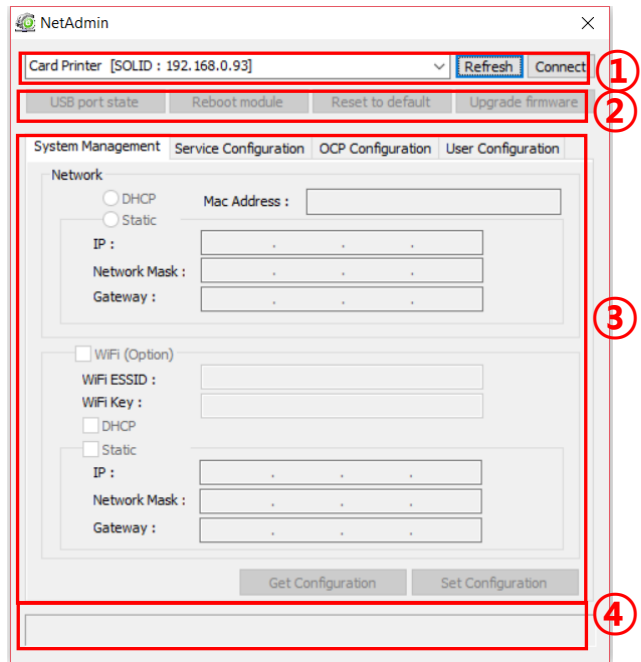 NetAdmin
Card Printer [SOLID : 192.168.0.93] Refresh Connect ①
USB port state Reboot module Reset to default Upgrade firmware ②
System Management Service Configuration OCP Configuration User Configuration
Network
DHCP Mac Address :
Static
IP : . . .
Network Mask : . . .
Gateway : . . .
③
WiFi (Option)
WiFi ESSID :
WiFi Key :
DHCP
Static
IP : . . .
Network Mask : . . .
Gateway : . . .
Get Configuration Set Configuration
④